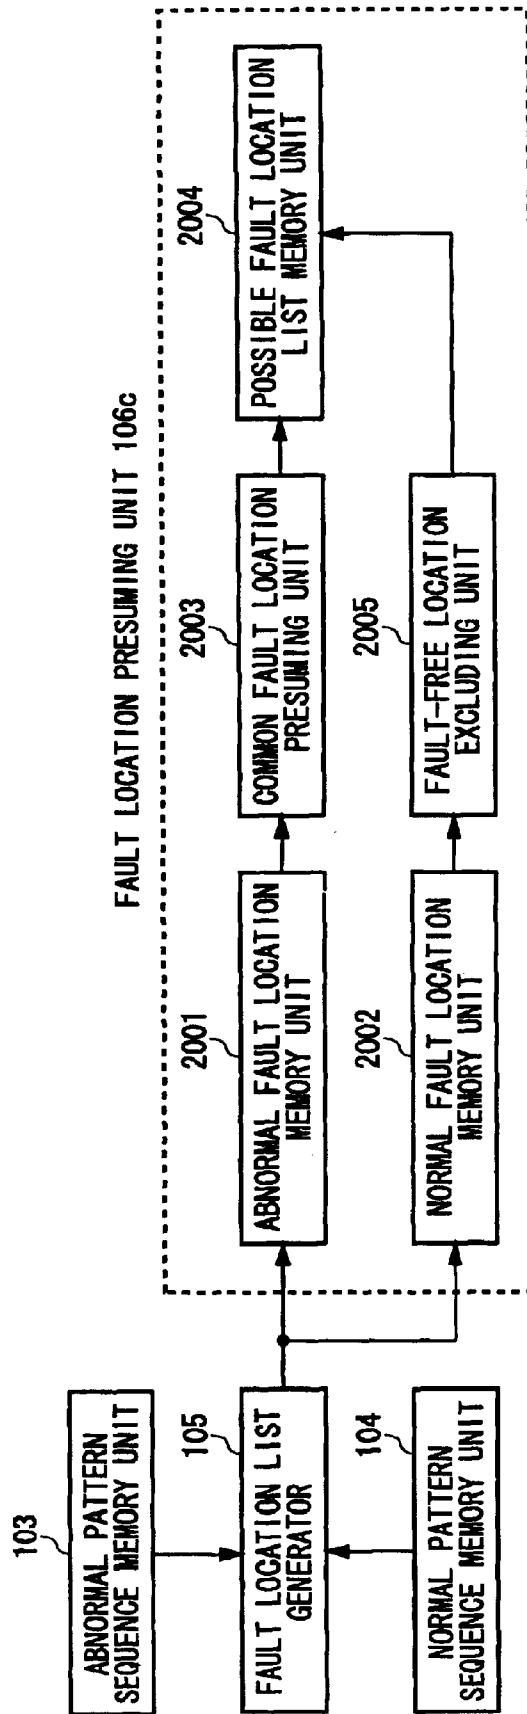 FAULT LOCATION PRESUMING UNIT 106c
103
ABNORMAL PATTERN
SEQUENCE MEMORY UNIT
105
FAULT LOCATION LIST
GENERATOR
104
NORMAL PATTERN
SEQUENCE MEMORY UNIT
2001
ABNORMAL FAULT LOCATION
MEMORY UNIT
2002
NORMAL FAULT LOCATION
MEMORY UNIT
2003
COMMON FAULT LOCATION
PRESUMING UNIT
2005
FAULT-FREE LOCATION
EXCLUDING UNIT
2004
POSSIBLE FAULT LOCATION
LIST MEMORY UNIT